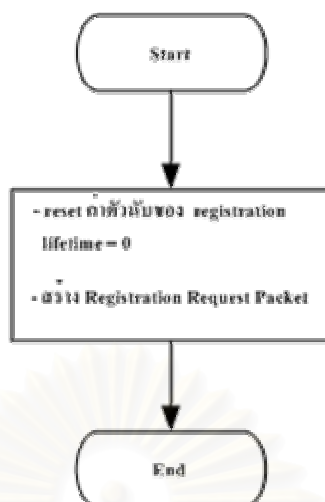 Start
- reset ค่าตัวนับของ registration
lifetime = 0
- สร้าง Registration Request Packet
End